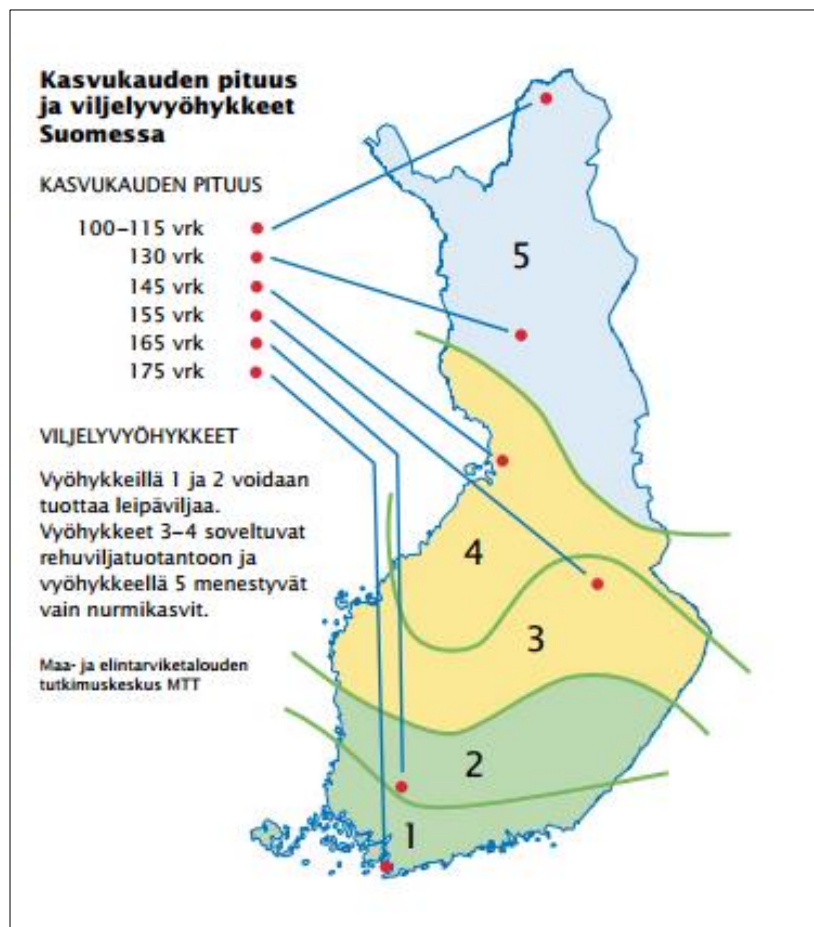 Kasvukauden pituus
ja viljelyvyöhykkeet
Suomessa
KASVUKAUDEN PITUUS
100–115 vrk
130 vrk
145 vrk
155 vrk
165 vrk
175 vrk
VILJELYVYÖHYKKEET
Vyöhykkeillä 1 ja 2 voidaan
tuottaa leipäviljaa.
Vyöhykkeet 3–4 soveltuvat
rehuviljatuotantoon ja
vyöhykkeellä 5 menestyvät
vain nurmikasvit.
Maa- ja elintarviketalouden
tutkimuskeskus MTT
5
4
3
2
1